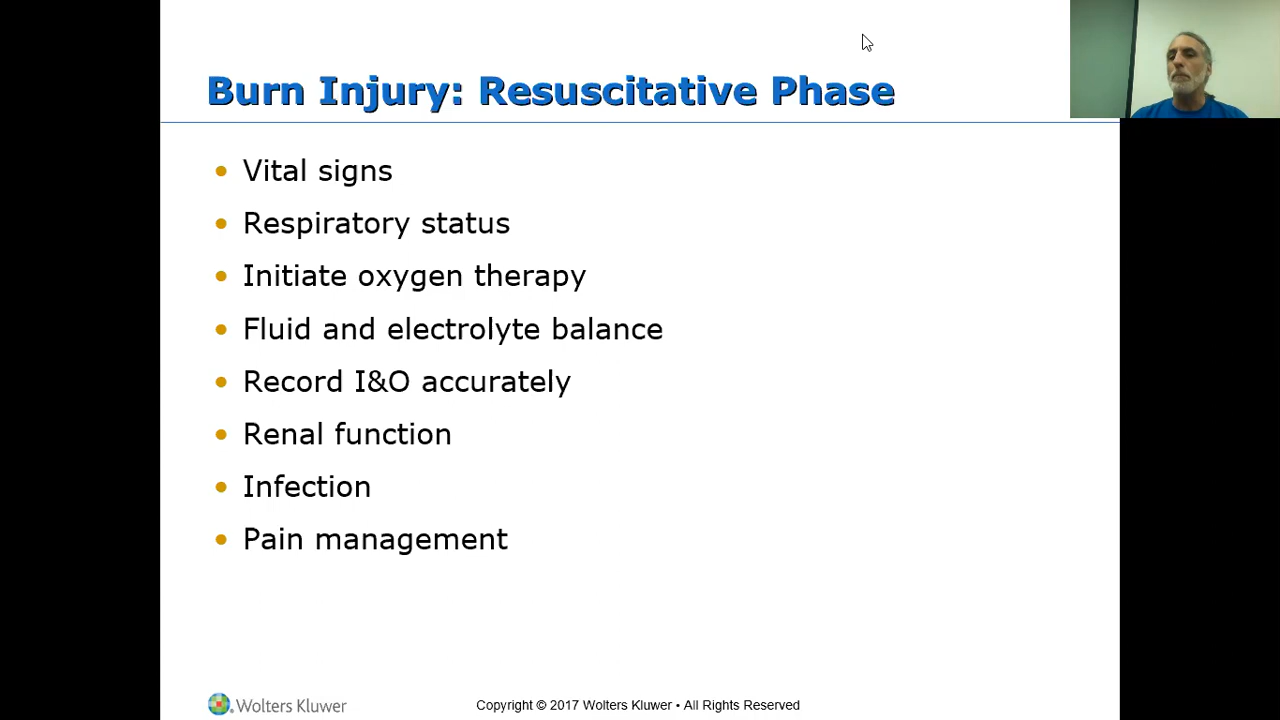 Burn Injury: Resuscitative Phase
• Vital signs
• Respiratory status
• Initiate oxygen therapy
• Fluid and electrolyte balance
• Record I&O accurately
• Renal function
• Infection
• Pain management
Wolters Kluwer
Copyright © 2017 Wolters Kluwer • All Rights Reserved